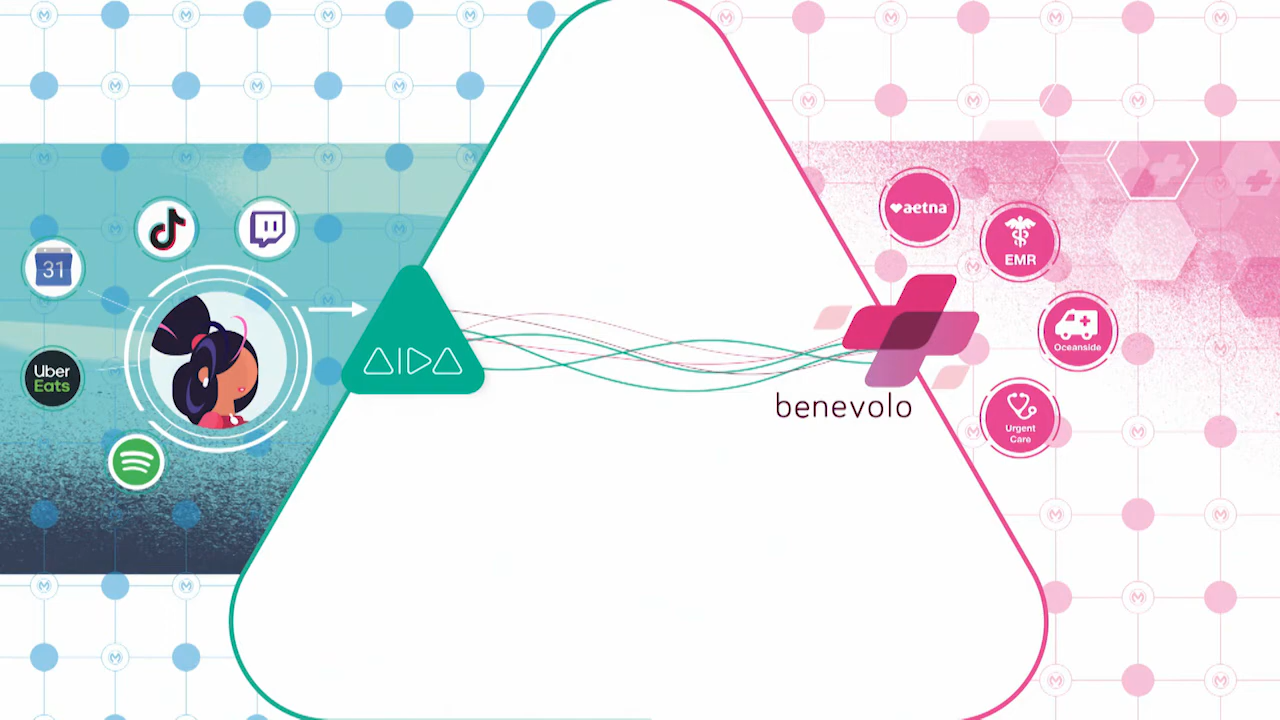 31
Uber
Eats
AIDA
benevolo
aetna
EMR
Oceanside
Urgent
Care